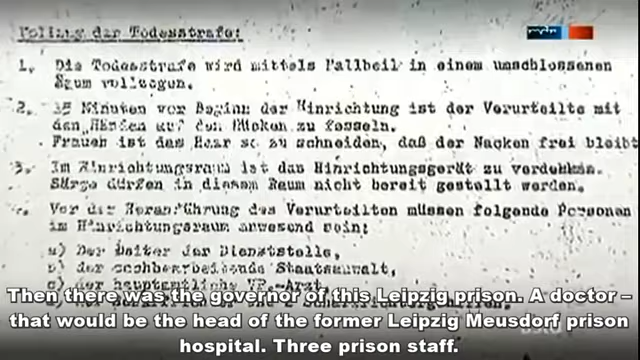 mdr
Vollzug der Todesstrafe:
1. Die Todesstrafe wird mittels Fallbeil in einem umschlossenen
Raum vollzogen.
2. 15 Minuten vor Beginn der Hinrichtung ist der Verurteilte mit
den Händen auf dem Rücken zu fesseln.
Frauen ist das Haar so zu schneiden, daß der Nacken frei bleibt
3. Im Hinrichtungsraum ist das Hinrichtungsgerät zu verdecken.
Särge dürfen in diesem Raum nicht bereit gestellt werden.
4. Vor der Heranführung des Verurteilten müssen folgende Personen
im Hinrichtungsraum anwesend sein:
a) Der Leiter der Dienststelle,
b) der sachbearbeitende Staatsanwalt,
c) der hauptamtliche VP.-Arzt,
Then there was the governor of this Leipzig prison. A doctor –
that would be the head of the former Leipzig Meusdorf prison
hospital. Three prison staff.